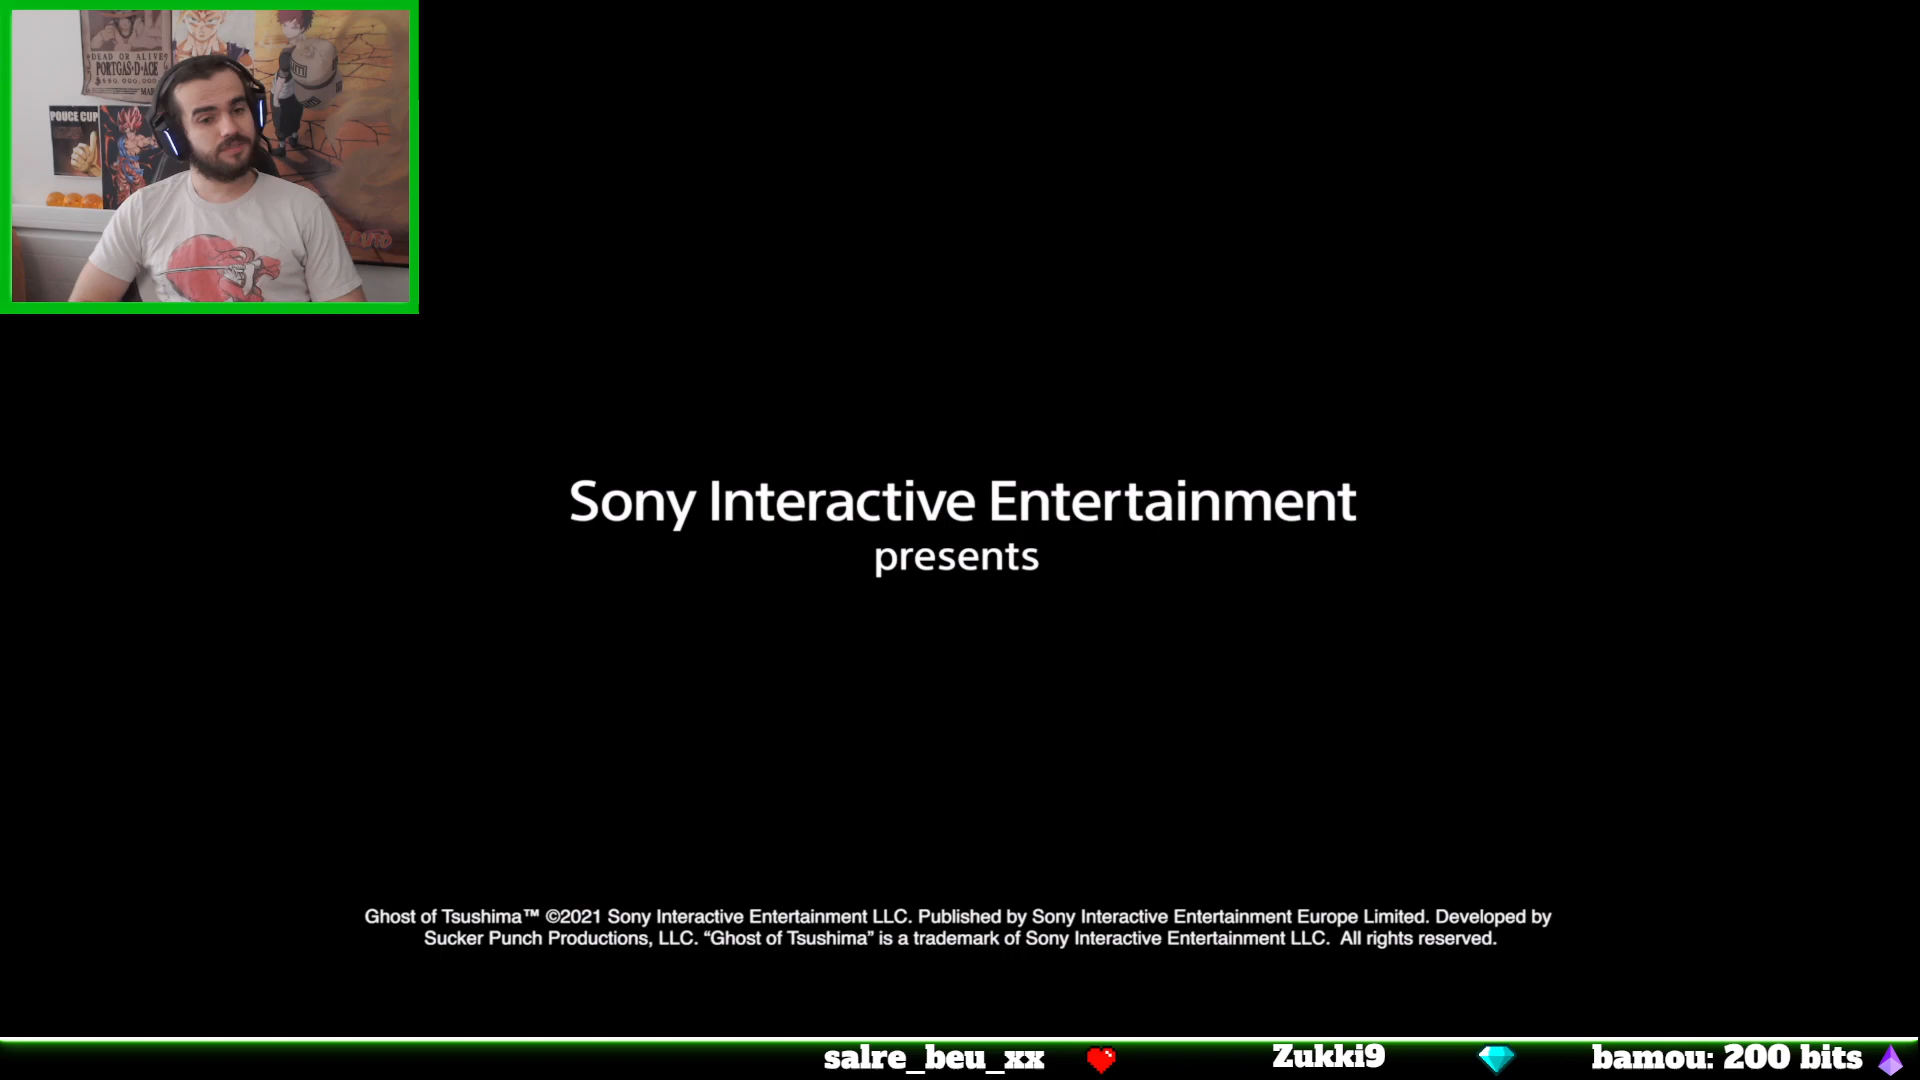 DEAD OR ALIVE
PORTGAS•D•ACE
POUCE CUP
Sony Interactive Entertainment
presents
Ghost of Tsushima™ ©2021 Sony Interactive Entertainment LLC. Published by Sony Interactive Entertainment Europe Limited. Developed by
Sucker Punch Productions, LLC. “Ghost of Tsushima” is a trademark of Sony Interactive Entertainment LLC. All rights reserved.
salre_beu_xx Zukki9 bamou: 200 bits